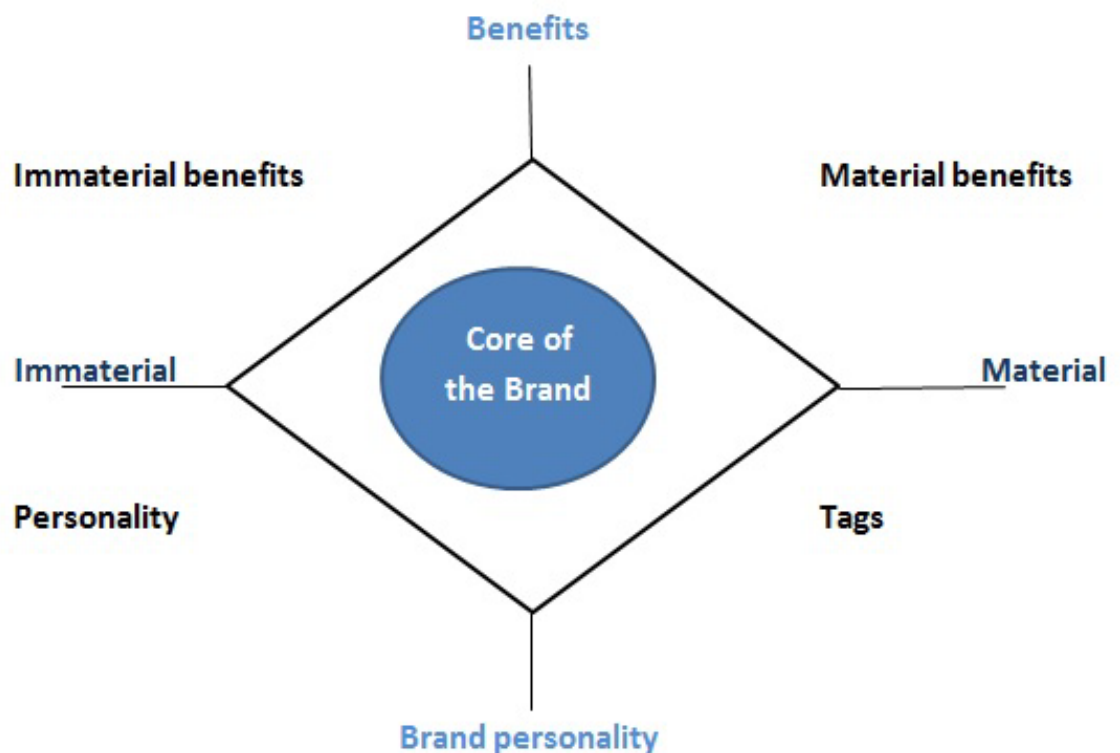 Benefits
Immaterial benefits
Material benefits
Core of
the Brand
Immaterial
Material
Personality
Tags
Brand personality